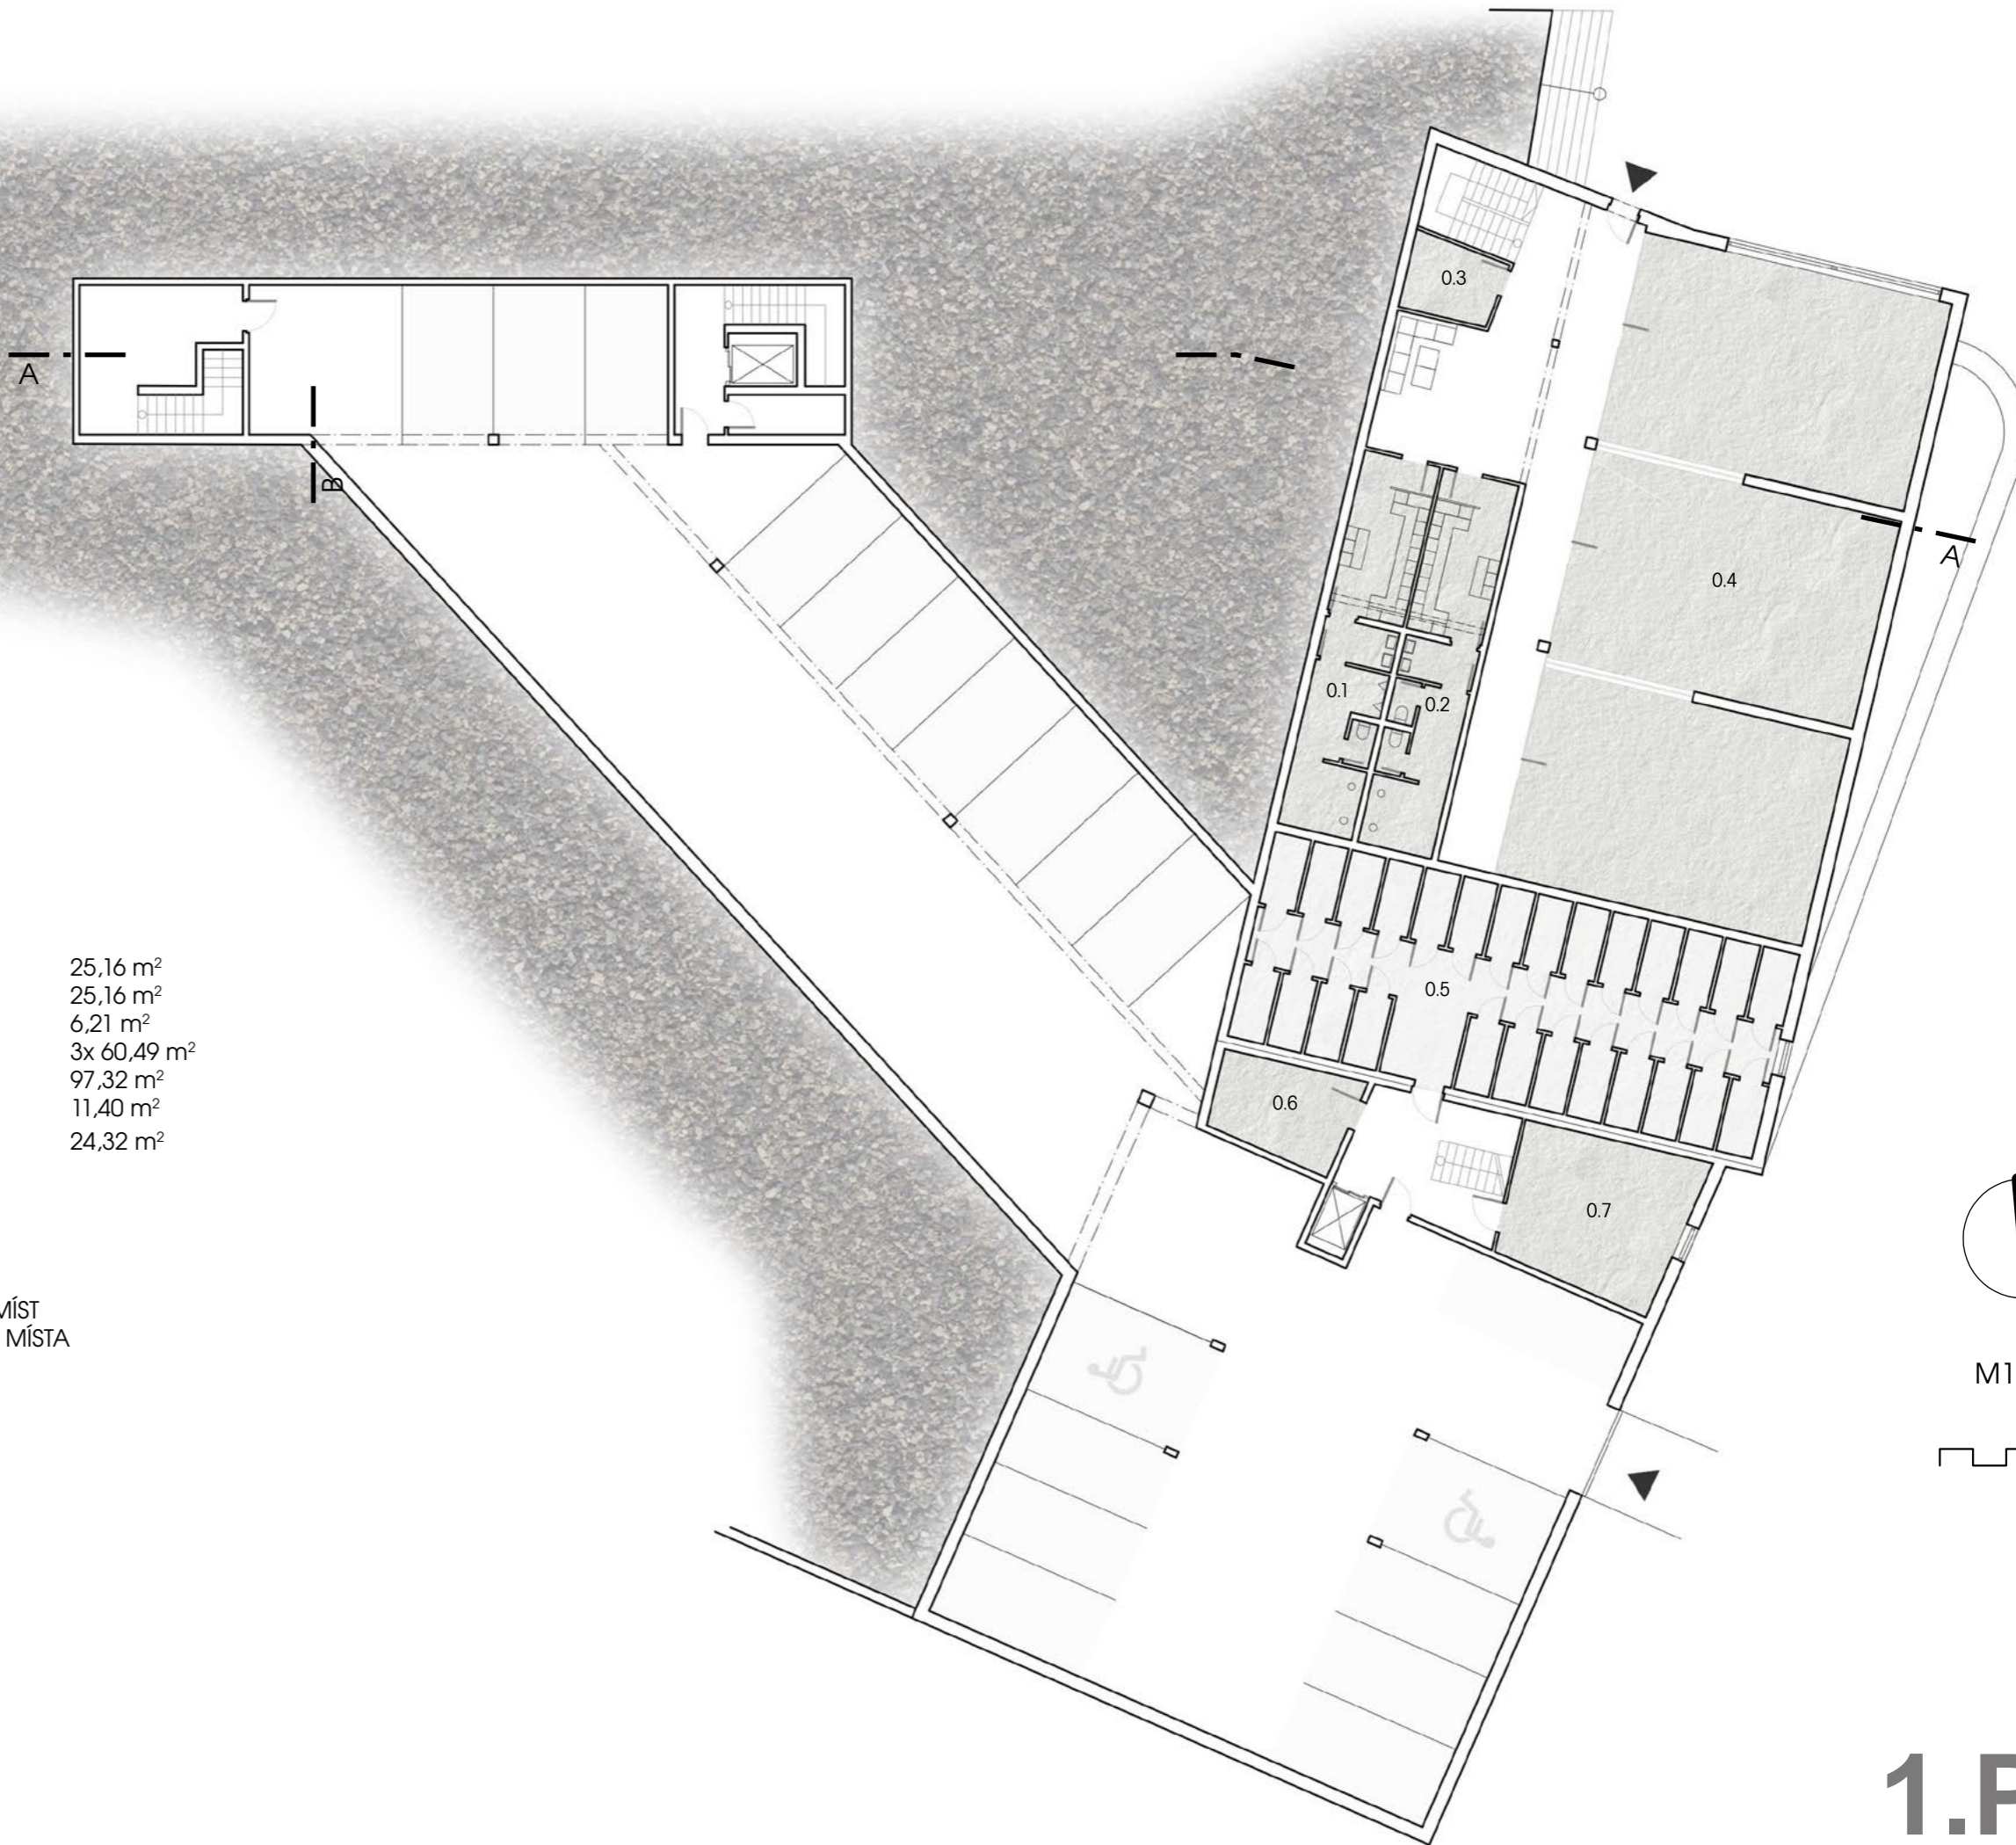 0.3
A
B
A
0.4
0.1
0.2
25,16 m²
25,16 m²
6,21 m²
3x 60,49 m²
97,32 m²
11,40 m²
24,32 m²
0.5
0.6
0.7
MÍST
MÍSTA
M1
1.P